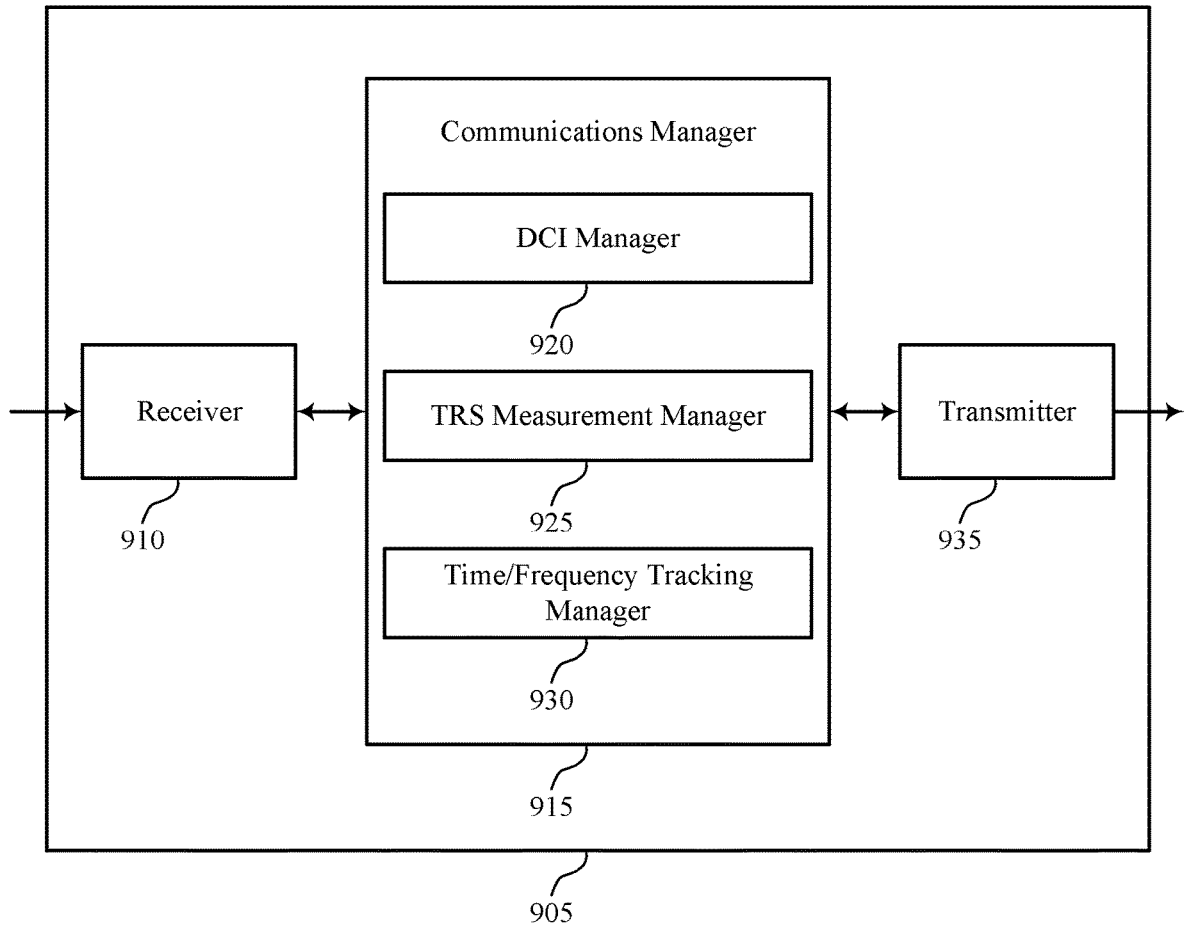 Communications Manager
DCI Manager
920
Receiver
910
TRS Measurement Manager
925
Transmitter
935
Time/Frequency Tracking
Manager
930
915
905